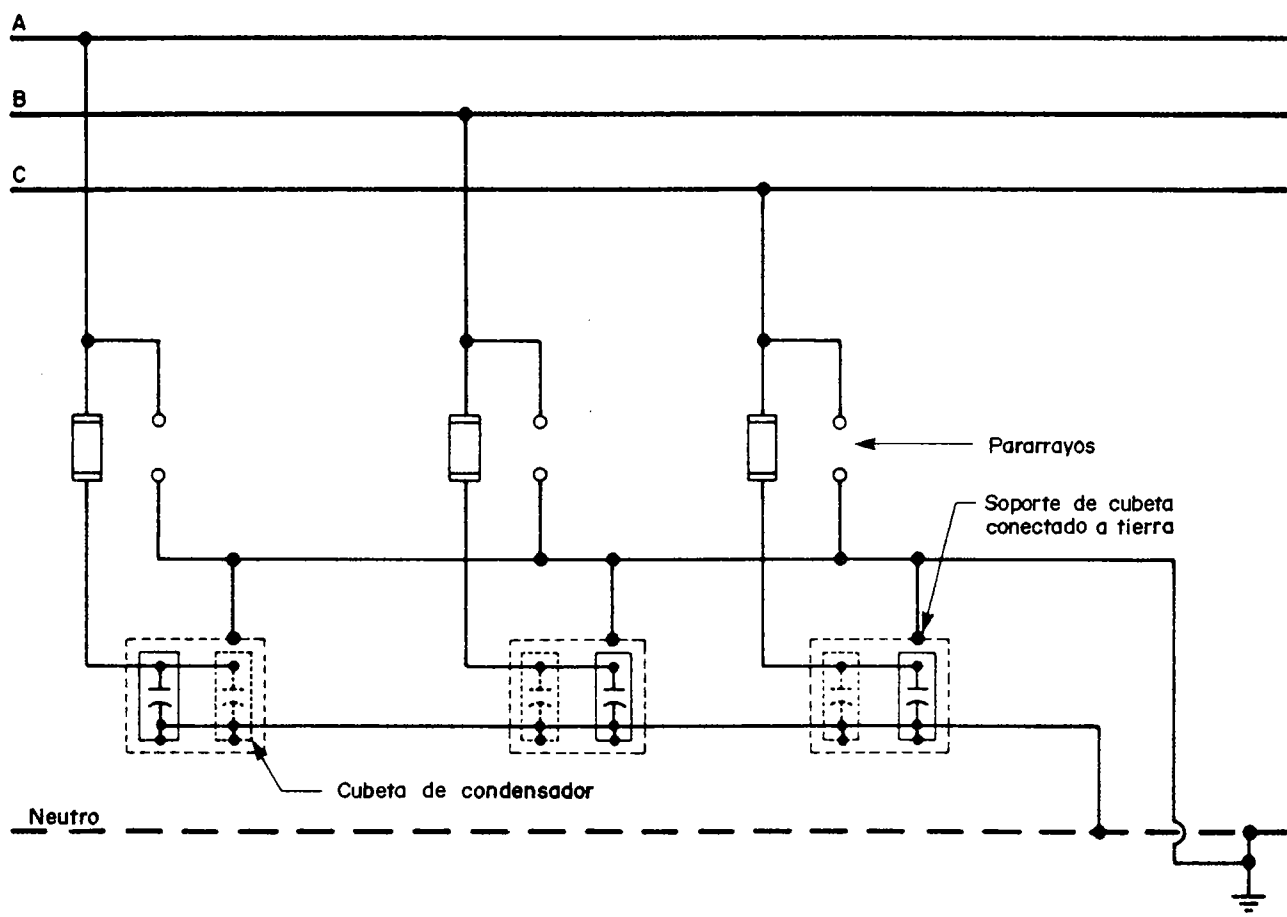 A
B
C
Pararrayos
Soporte de cubeta
conectado a tierra
Cubeta de condensador
Neutro